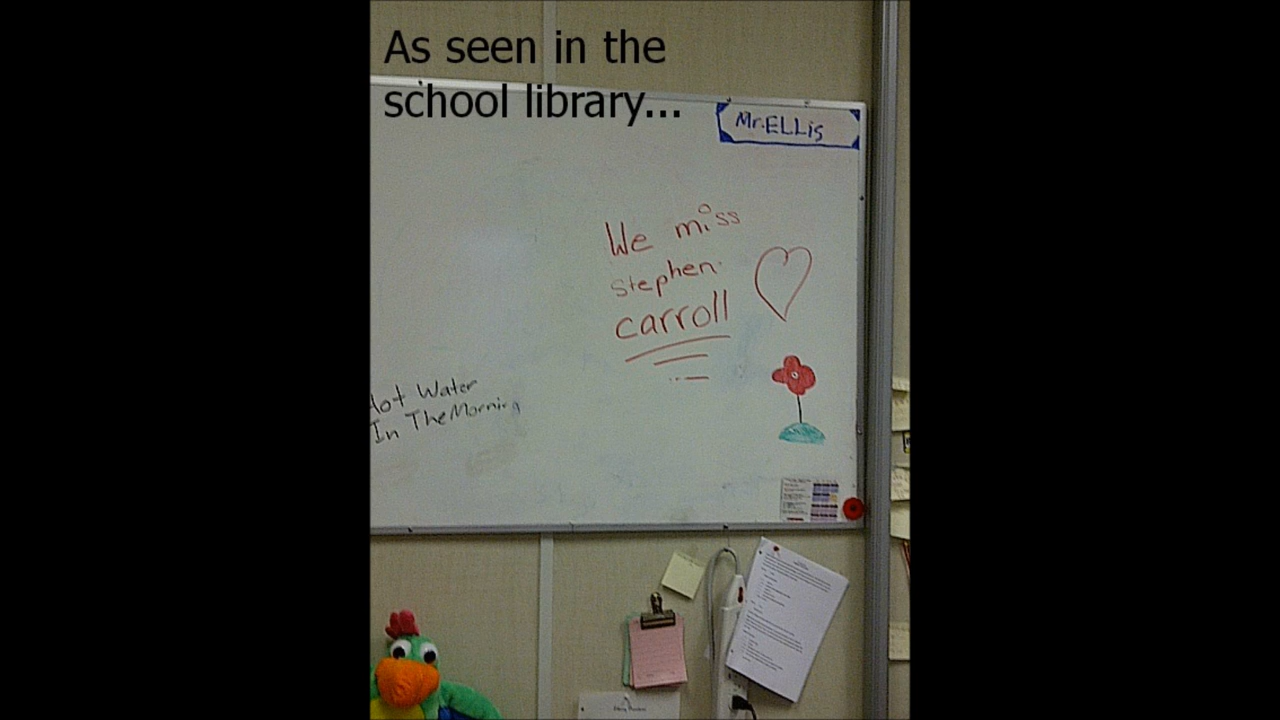 As seen in the
school library...
Mr. ELLis
We miss
stephen
carroll
Hot Water
In The Morning